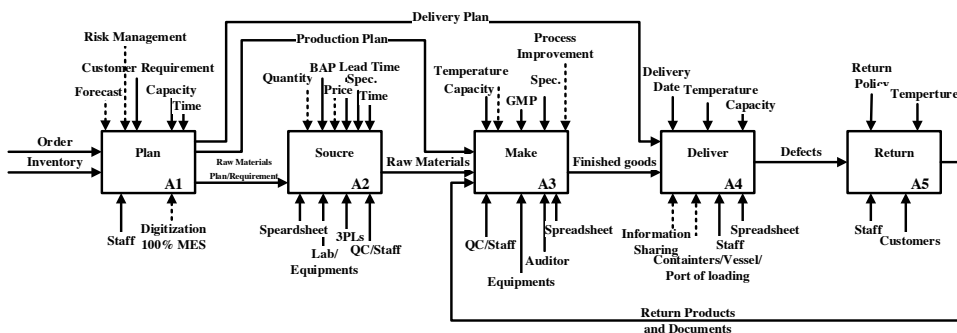 Delivery Plan
Risk Management
Production Plan
Process
Improvement
Customer Requirement
BAP
Lead Time
Quantity
Spec.
Price
Time
Forecast
Capacity
Time
Temperature
Capacity
Spec.
GMP
Delivery
Date
Temperature
Capacity
Return
Policy
Temperture
Order
Inventory
Plan
A1
Raw Materials
Plan/Requirement
Soucre
A2
Raw Materials
Make
A3
Finished goods
Deliver
A4
Defects
Return
A5
Staff
Digitization
100% MES
Speardsheet
Lab/
Equipments
3PLs
QC/Staff
QC/Staff
Equipments
Auditor
Spreadsheet
Information
Sharing
Containters/Vessel/
Port of loading
Staff
Spreadsheet
Staff
Customers
Return Products
and Documents